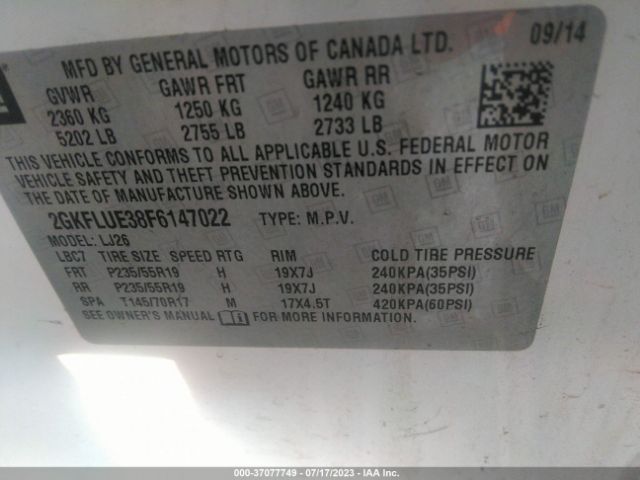 MFD BY GENERAL MOTORS OF CANADA LTD. 09/14
GVWR GAWR FRT GAWR RR
2360 KG 1250 KG 1240 KG
5202 LB 2755 LB 2733 LB
THIS VEHICLE CONFORMS TO ALL APPLICABLE U.S. FEDERAL MOTOR
VEHICLE SAFETY AND THEFT PREVENTION STANDARDS IN EFFECT ON
THE DATE OF MANUFACTURE SHOWN ABOVE.
2GKFLUE38F6147022 TYPE: M.P.V.
MODEL: LJ26
LBC7 TIRE SIZE SPEED RTG RIM COLD TIRE PRESSURE
FRT P235/55R19 H 19X7J 240KPA(35PSI)
RR P235/55R19 H 19X7J 240KPA(35PSI)
SPA T145/70R17 M 17X4.5T 420KPA(60PSI)
SEE OWNER'S MANUAL FOR MORE INFORMATION.
000-37077749 - 07/17/2023 - IAA Inc.